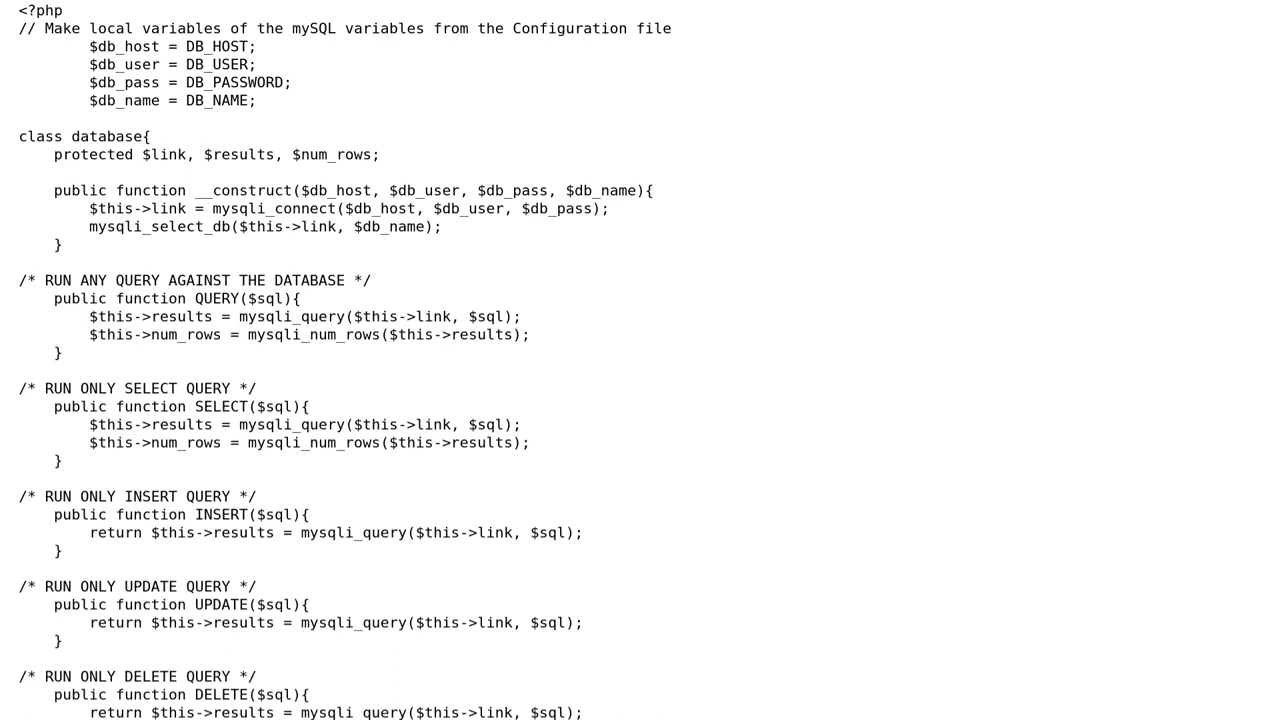 <?php
// Make local variables of the mySQL variables from the Configuration file
        $db_host = DB_HOST;
        $db_user = DB_USER;
        $db_pass = DB_PASSWORD;
        $db_name = DB_NAME;

class database{
    protected $link, $results, $num_rows;

    public function __construct($db_host, $db_user, $db_pass, $db_name){
        $this->link = mysqli_connect($db_host, $db_user, $db_pass);
        mysqli_select_db($this->link, $db_name);
    }

/* RUN ANY QUERY AGAINST THE DATABASE */
    public function QUERY($sql){
        $this->results = mysqli_query($this->link, $sql);
        $this->num_rows = mysqli_num_rows($this->results);
    }

/* RUN ONLY SELECT QUERY */
    public function SELECT($sql){
        $this->results = mysqli_query($this->link, $sql);
        $this->num_rows = mysqli_num_rows($this->results);
    }

/* RUN ONLY INSERT QUERY */
    public function INSERT($sql){
        return $this->results = mysqli_query($this->link, $sql);
    }

/* RUN ONLY UPDATE QUERY */
    public function UPDATE($sql){
        return $this->results = mysqli_query($this->link, $sql);
    }

/* RUN ONLY DELETE QUERY */
    public function DELETE($sql){
        return $this->results = mysqli_query($this->link, $sql);